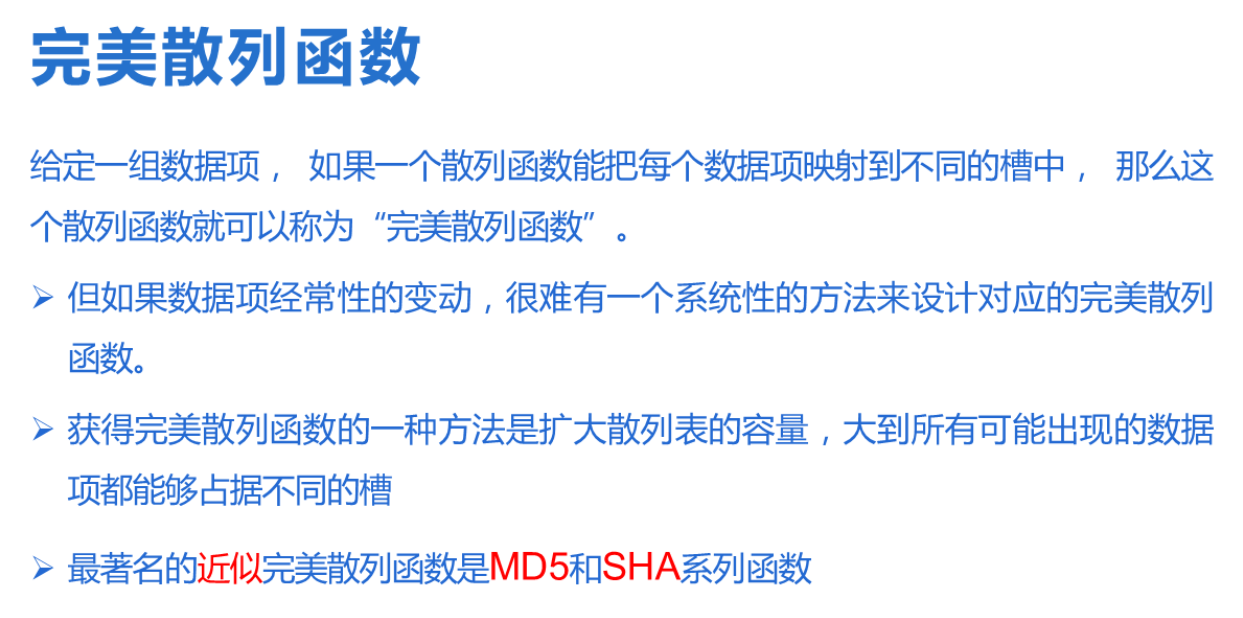 完美散列函数
给定一组数据项， 如果一个散列函数能把每个数据项映射到不同的槽中， 那么这
个散列函数就可以称为“完美散列函数”。
➢ 但如果数据项经常性的变动，很难有一个系统性的方法来设计对应的完美散列
函数。
➢ 获得完美散列函数的一种方法是扩大散列表的容量，大到所有可能出现的数据
项都能够占据不同的槽
➢ 最著名的近似完美散列函数是MD5和SHA系列函数